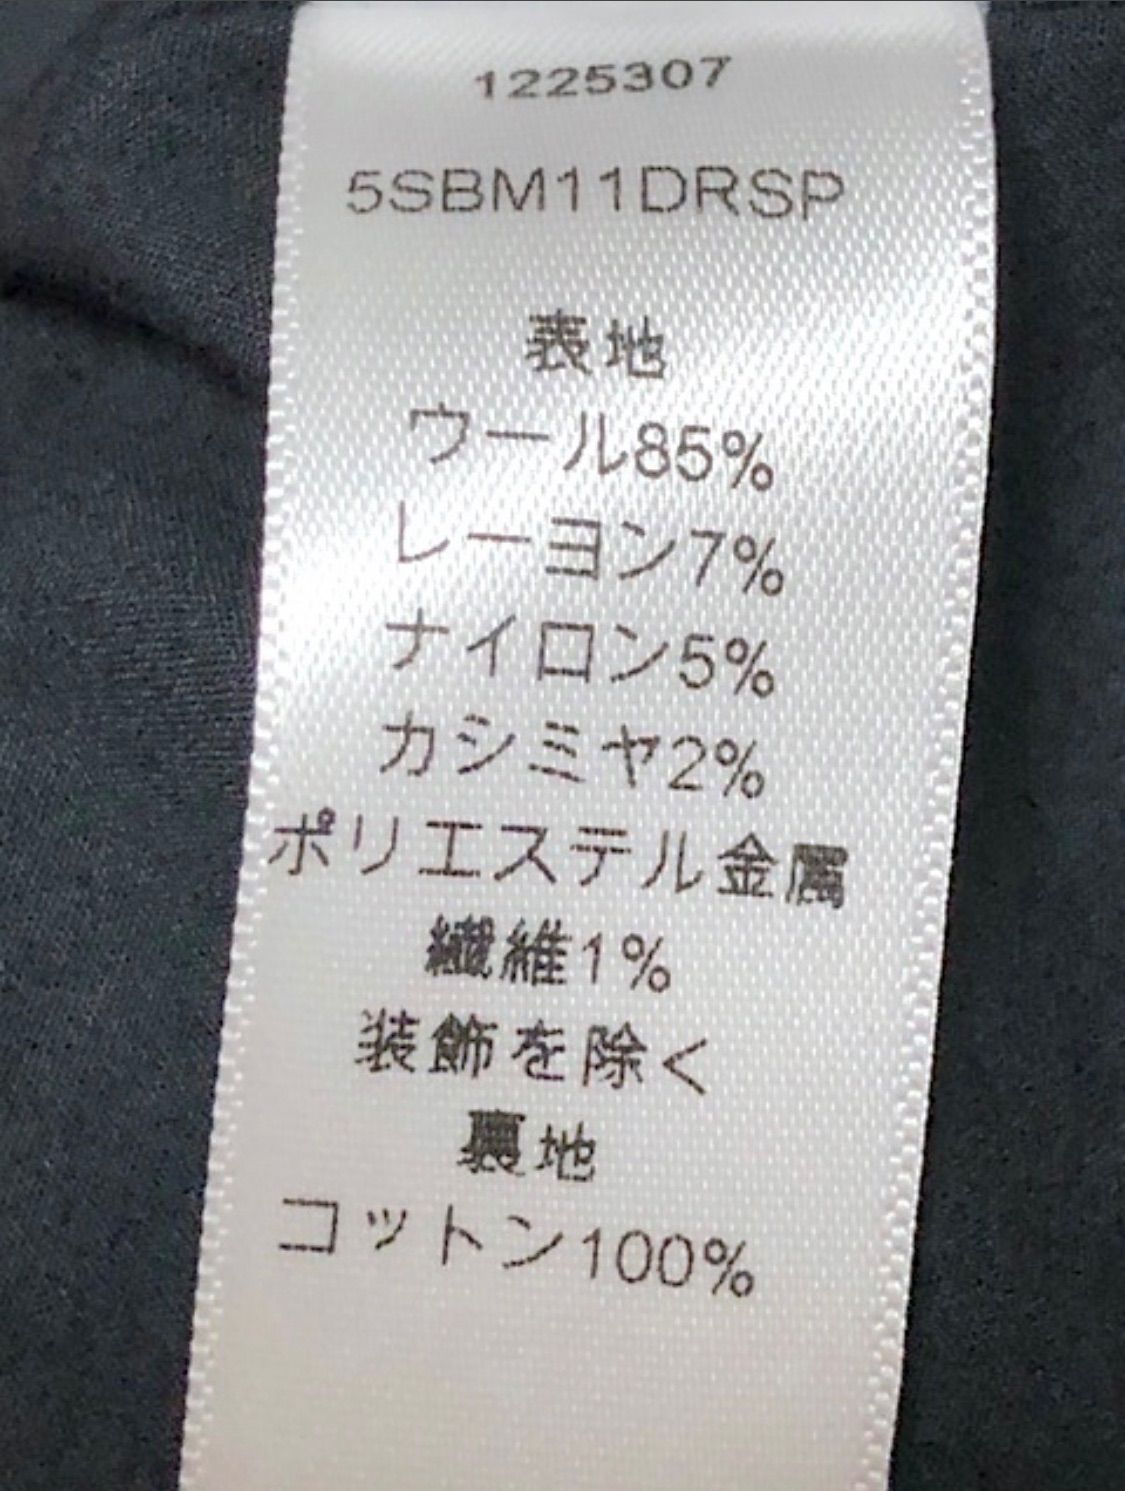 1225307
5SBM11DRSP
表地
ウール85%
レーヨン7%
ナイロン5%
カシミヤ2%
ポリエステル金属
繊維1%
装飾を除く
裏地
コットン100%